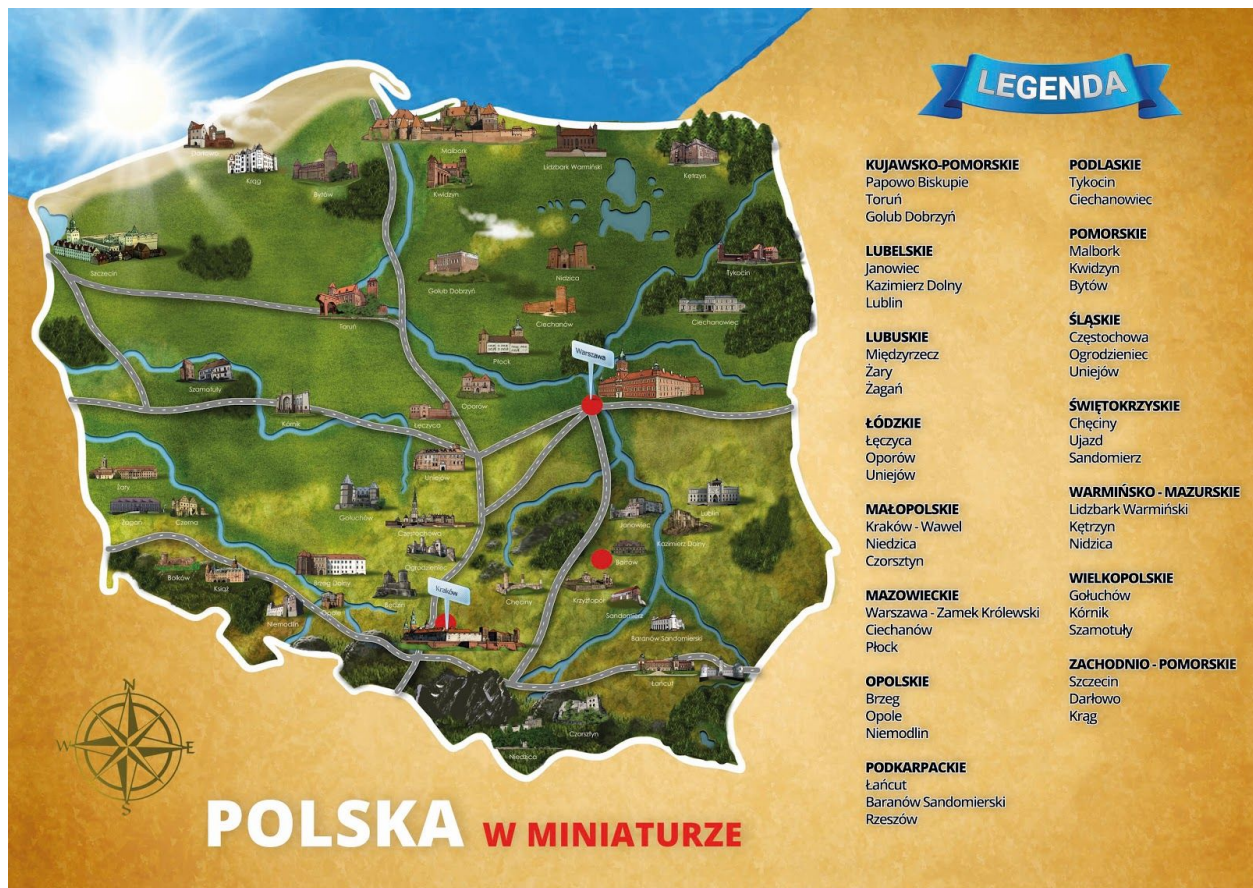 LEGENDA
KUJAWSKO-POMORSKIE
Papowo Biskupie
Toruń
Golub Dobrzyń
LUBELSKIE
Janowiec
Kazimierz Dolny
Lublin
LUBUSKIE
Międzyrzecz
Żary
Żagań
ŁÓDZKIE
Łęczyca
Oporów
Uniejów
MAŁOPOLSKIE
Kraków - Wawel
Niedzica
Czorsztyn
MAZOWIECKIE
Warszawa - Zamek Królewski
Ciechanów
Płock
OPOLSKIE
Brzeg
Opole
Niemodlin
PODKARPACKIE
Łańcut
Baranów Sandomierski
Rzeszów
PODLASKIE
Tykocin
Ciechanowiec
POMORSKIE
Malbork
Kwidzyn
Bytów
ŚLĄSKIE
Częstochowa
Ogrodzieniec
Uniejów
ŚWIĘTOKRZYSKIE
Chęciny
Ujazd
Sandomierz
WARMIŃSKO - MAZURSKIE
Lidzbark Warmiński
Kętrzyn
Nidzica
WIELKOPOLSKIE
Gołuchów
Kórnik
Szamotuły
ZACHODNIO - POMORSKIE
Szczecin
Darłowo
Krąg
Krąg
Bytów
Malbork
Kwidzyn
Lidzbark Warmiński
Kętrzyn
Szczecin
Golub Dobrzyń
Nidzica
Tykocin
Toruń
Ciechanów
Ciechanowiec
Płock
Warszawa
Szamotuły
Kórnik
Oporów
Łęczyca
Uniejów
Żary
Żagań
Czerna
Gołuchów
Częstochowa
Janowiec
Lublin
Kazimierz Dolny
Ogrodzieniec
Bałtów
Bolków
Książ
Brzeg Dolny
Będzin
Chęciny
Krzyżtopór
Sandomierz
Kraków
Niemodlin
Opole
Baranów Sandomierski
Łańcut
Czorsztyn
Niedzica
N
W
E
S
POLSKA W MINIATURZE